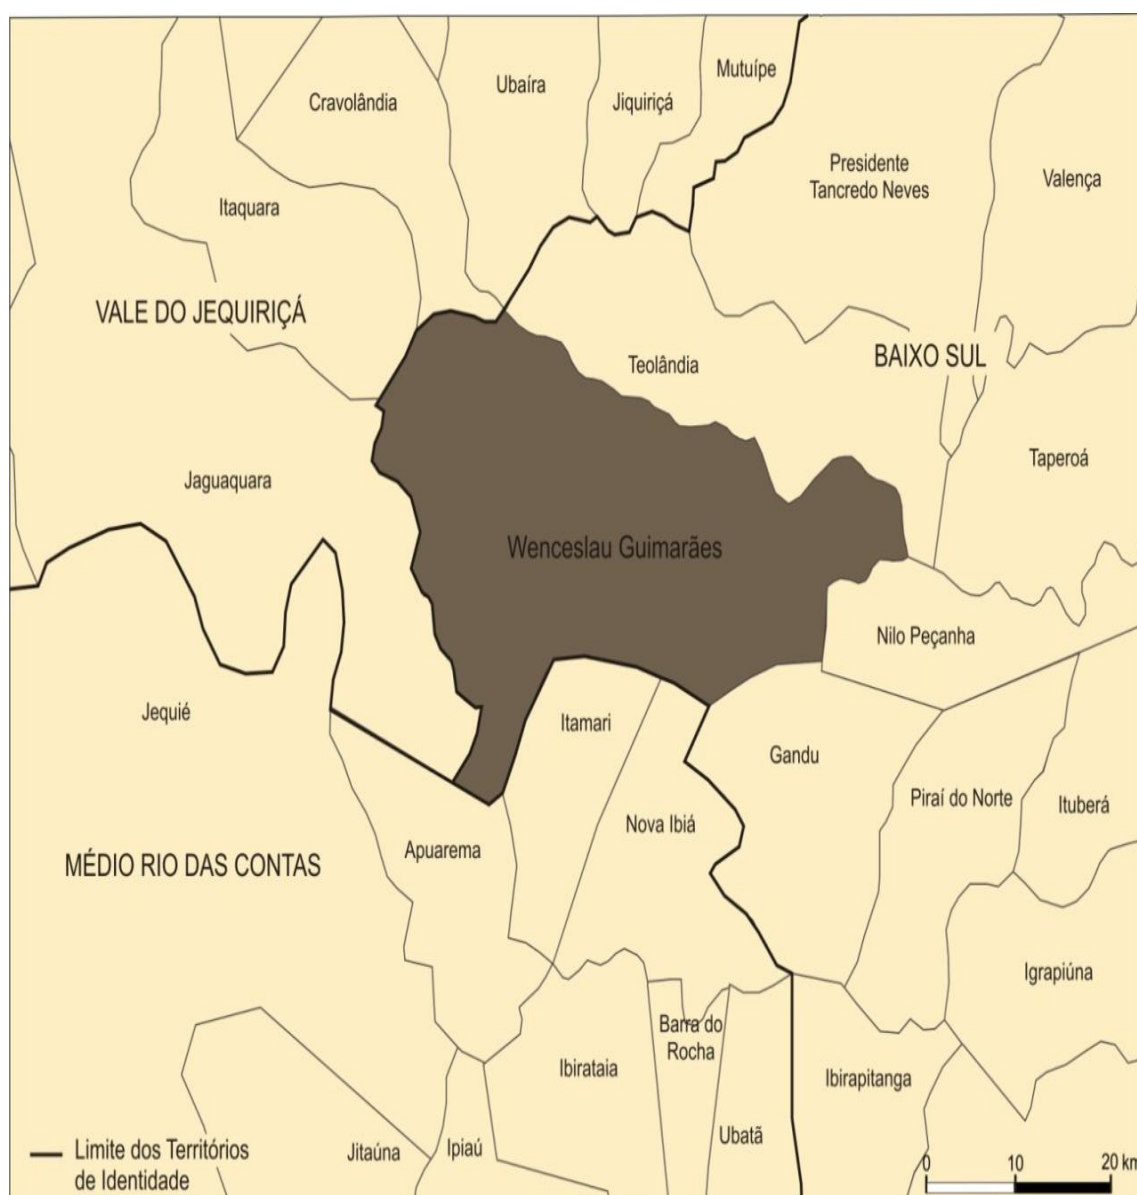 Mutuípe
Ubaíra
Cravolândia
Jiquiriçá
Presidente
Tancredo Neves
Valença
Itaquara
VALE DO JEQUIRIÇÁ
BAIXO SUL
Teolândia
Taperoá
Jaguaquara
Wenceslau Guimarães
Nilo Peçanha
Jequié
Itamari
Gandu
Piraí do Norte
Ituberá
Nova Ibiá
Apuarema
MÉDIO RIO DAS CONTAS
Igrapiúna
Barra do
Rocha
Ibirataia
Ibirapitanga
Ubatã
Ipiaú
Jitaúna
Limite dos Territórios
de Identidade
0 10 20 km